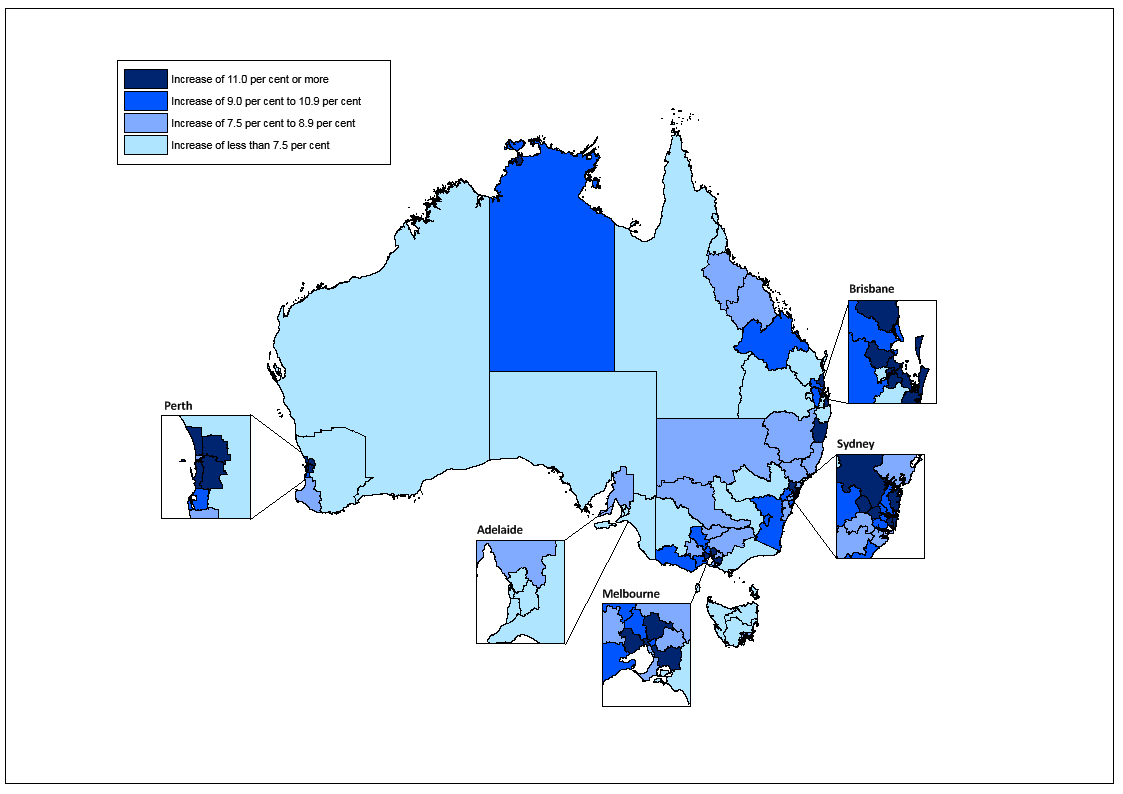 Increase of 11.0 per cent or more
Increase of 9.0 per cent to 10.9 per cent
Increase of 7.5 per cent to 8.9 per cent
Increase of less than 7.5 per cent
Brisbane
Perth
Sydney
Adelaide
Melbourne